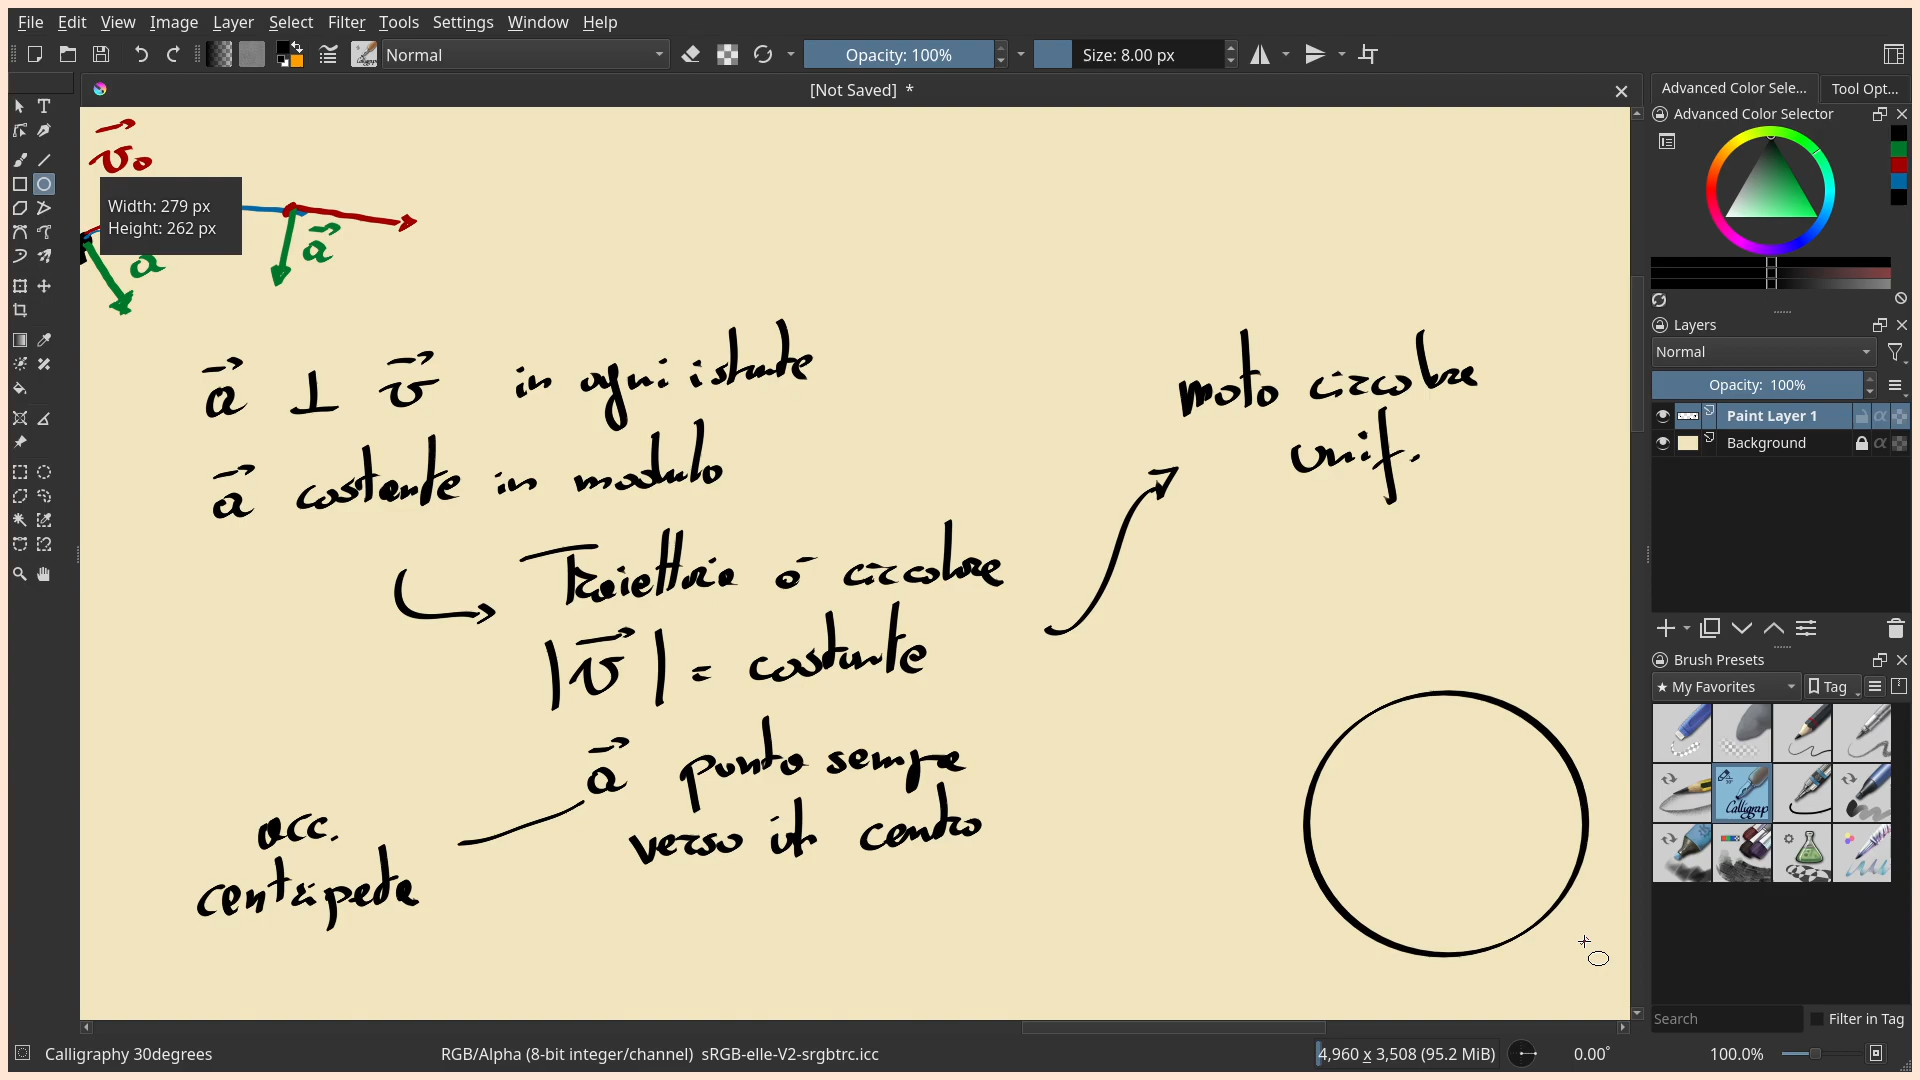 File Edit View Image Layer Select Filter Tools Settings Window Help
Normal
Opacity: 100%
Size: 8.00 px
[Not Saved] *
Advanced Color Sele...
Tool Opt...
Advanced Color Selector
v₀
Width: 279 px
Height: 262 px
a
a
a ⊥ v in ogni istante
a costante in modulo
Traiettoria è circolare
|v| = costante
a punta sempre
verso il centro
acc.
centripeta
moto circolare
unif.
Layers
Normal
Opacity: 100%
Paint Layer 1
Background
Brush Presets
★ My Favorites
Tag
Calligraphy
Search
Filter in Tag
Calligraphy 30degrees
RGB/Alpha (8-bit integer/channel) sRGB-elle-V2-srgbtrc.icc
4,960 x 3,508 (95.2 MiB)
0.00°
100.0%